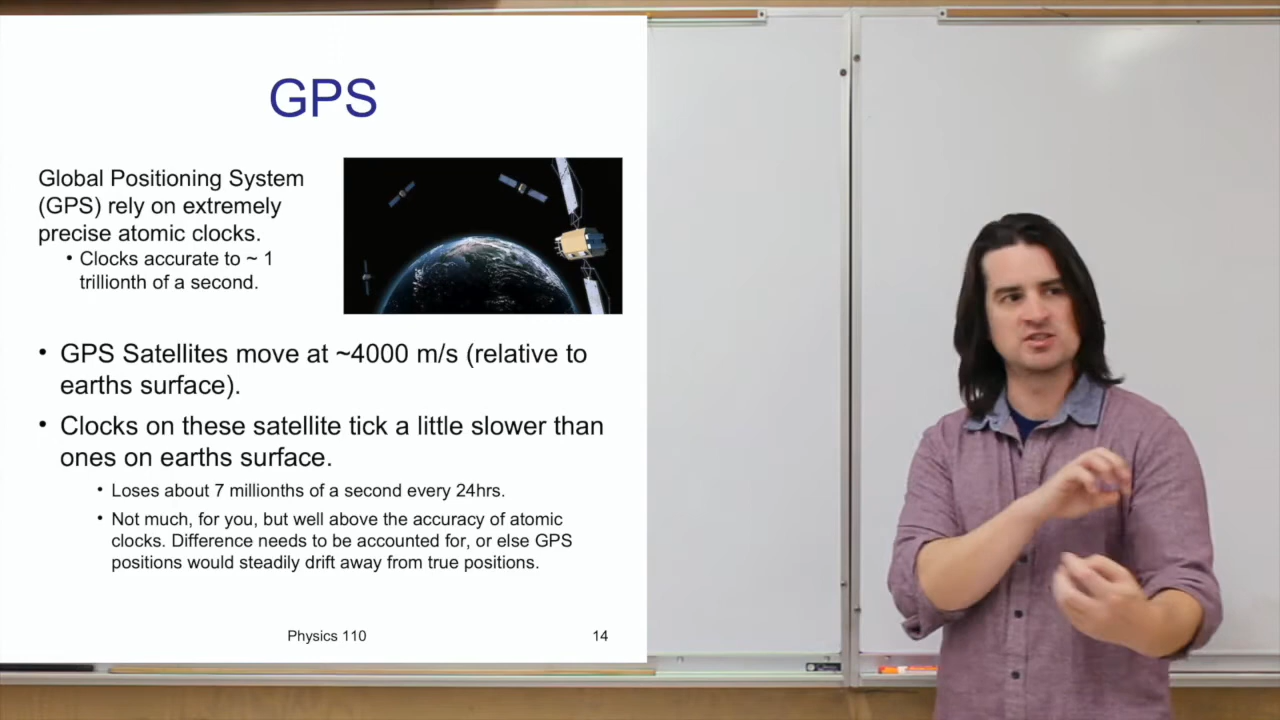 GPS
Global Positioning System
(GPS) rely on extremely
precise atomic clocks.
• Clocks accurate to ~ 1
trillionth of a second.
• GPS Satellites move at ~4000 m/s (relative to
earths surface).
• Clocks on these satellite tick a little slower than
ones on earths surface.
• Loses about 7 millionths of a second every 24hrs.
• Not much, for you, but well above the accuracy of atomic
clocks. Difference needs to be accounted for, or else GPS
positions would steadily drift away from true positions.
Physics 110
14